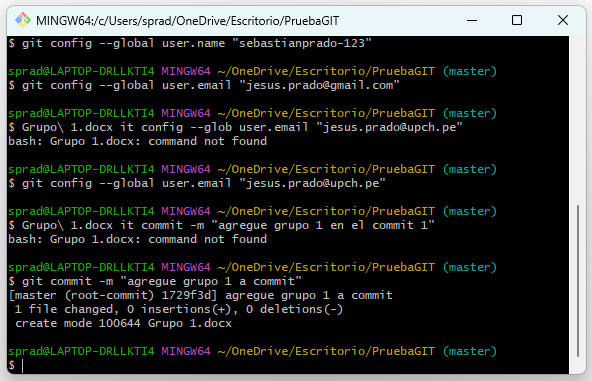 MINGW64:/c/Users/sprad/OneDrive/Escritorio/PruebaGIT
$ git config --global user.name "sebastianprado-123"
sprad@LAPTOP-DRLLKTI4 MINGW64 ~/OneDrive/Escritorio/PruebaGIT (master)
$ git config --global user.email "jesus.prado@gmail.com"
sprad@LAPTOP-DRLLKTI4 MINGW64 ~/OneDrive/Escritorio/PruebaGIT (master)
$ Grupo\ 1.docx it config --glob user.email "jesus.prado@upch.pe"
bash: Grupo 1.docx: command not found
sprad@LAPTOP-DRLLKTI4 MINGW64 ~/OneDrive/Escritorio/PruebaGIT (master)
$ git config --global user.email "jesus.prado@upch.pe"
sprad@LAPTOP-DRLLKTI4 MINGW64 ~/OneDrive/Escritorio/PruebaGIT (master)
$ Grupo\ 1.docx it commit -m "agregue grupo 1 en el commit 1"
bash: Grupo 1.docx: command not found
sprad@LAPTOP-DRLLKTI4 MINGW64 ~/OneDrive/Escritorio/PruebaGIT (master)
$ git commit -m "agregue grupo 1 a commit"
[master (root-commit) 1729f3d] agregue grupo 1 a commit
1 file changed, 0 insertions(+), 0 deletions(-)
create mode 100644 Grupo 1.docx
sprad@LAPTOP-DRLLKTI4 MINGW64 ~/OneDrive/Escritorio/PruebaGIT (master)
$